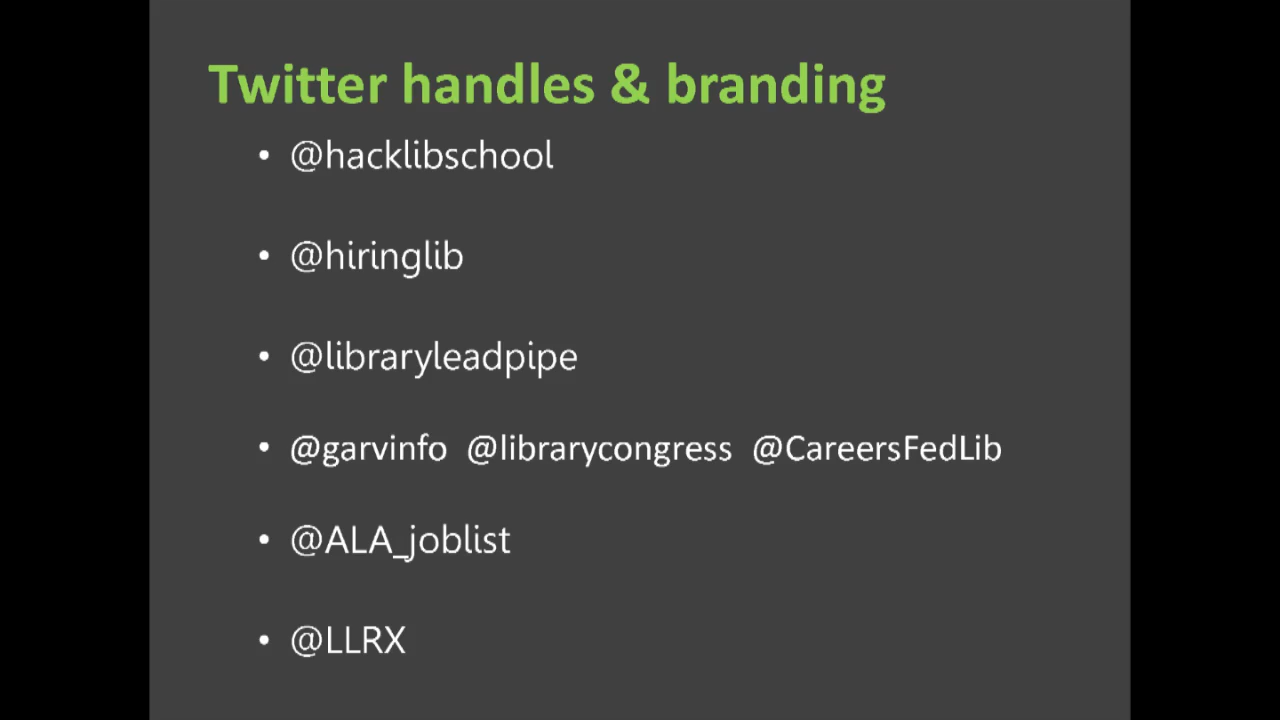 Twitter handles & branding
• @hacklibschool
• @hiringlib
• @libraryleadpipe
• @garvinfo @librarycongress @CareersFedLib
• @ALA_joblist
• @LLRX